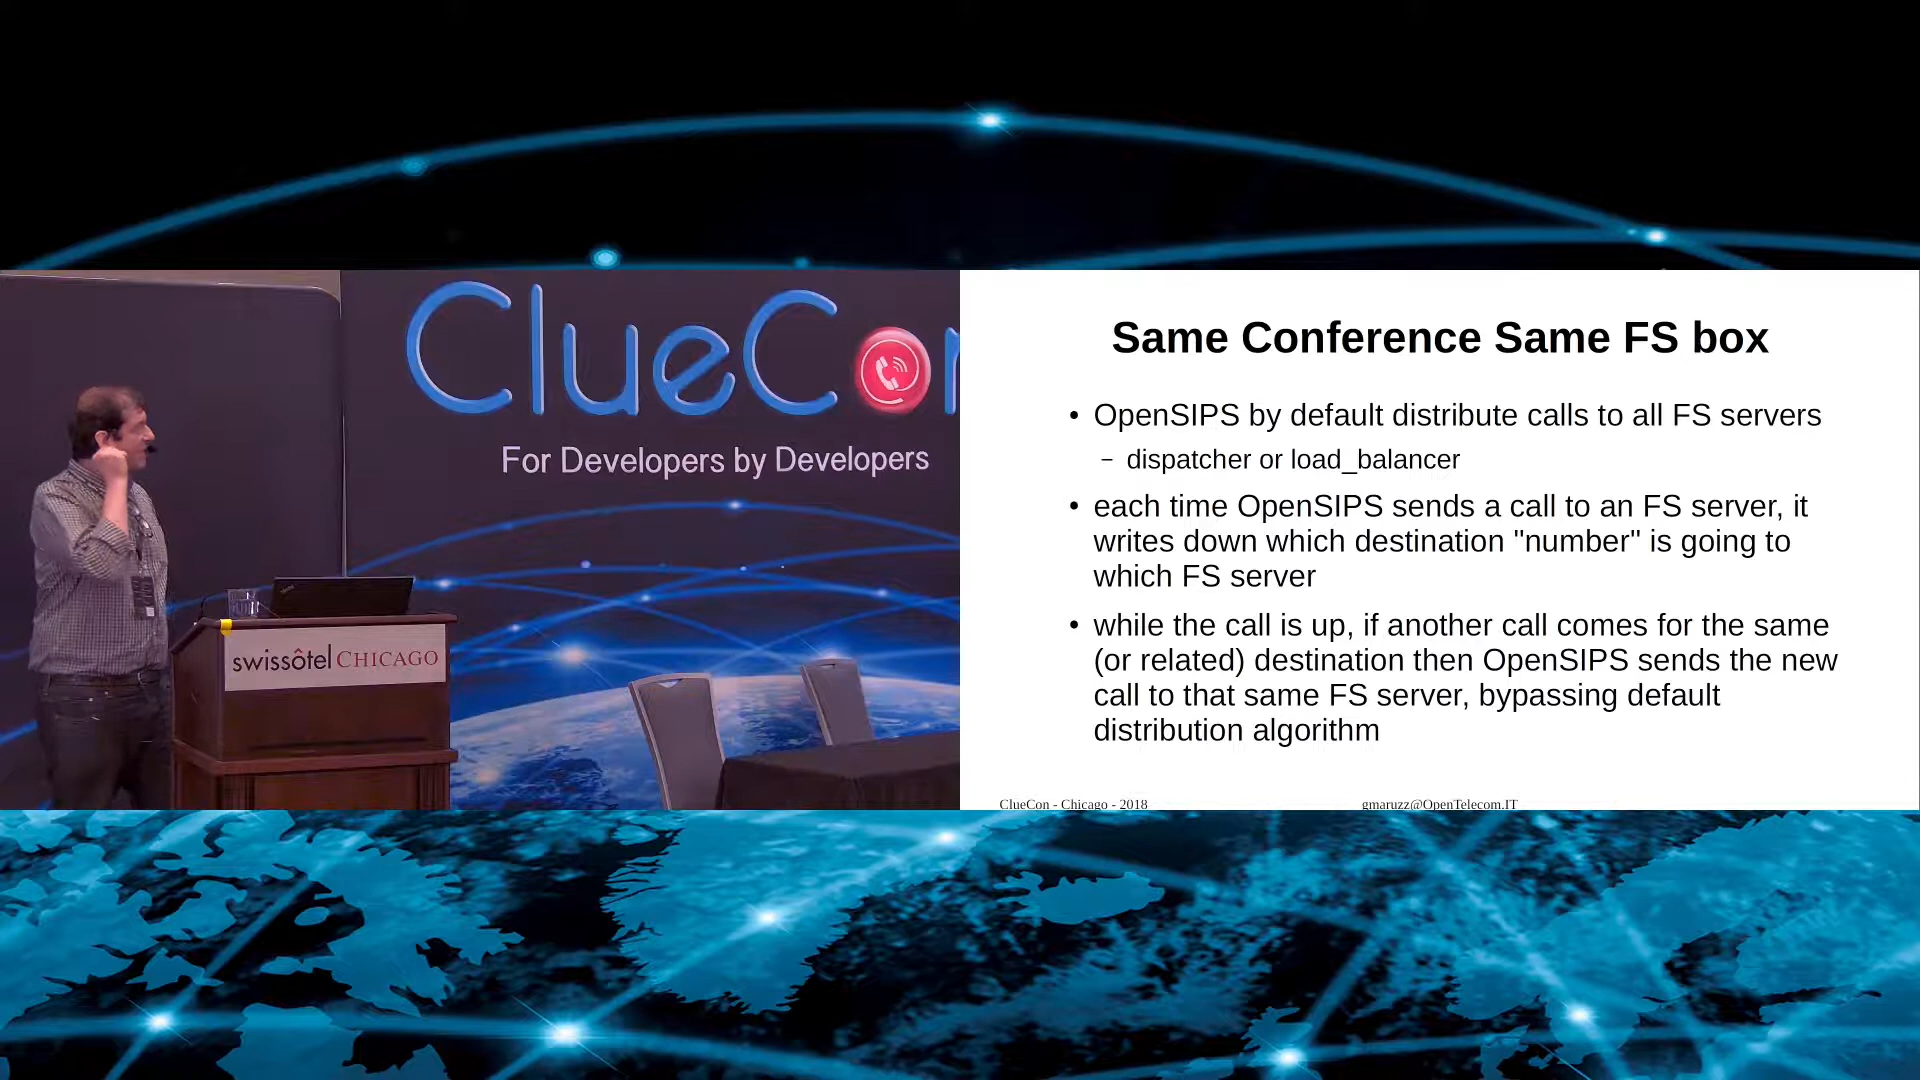 ClueCon
For Developers by Developers
swissôtel CHICAGO
Same Conference Same FS box
• OpenSIPS by default distribute calls to all FS servers
– dispatcher or load_balancer
• each time OpenSIPS sends a call to an FS server, it
writes down which destination "number" is going to
which FS server
• while the call is up, if another call comes for the same
(or related) destination then OpenSIPS sends the new
call to that same FS server, bypassing default
distribution algorithm
ClueCon - Chicago - 2018
gmaruzz@OpenTelecom.IT